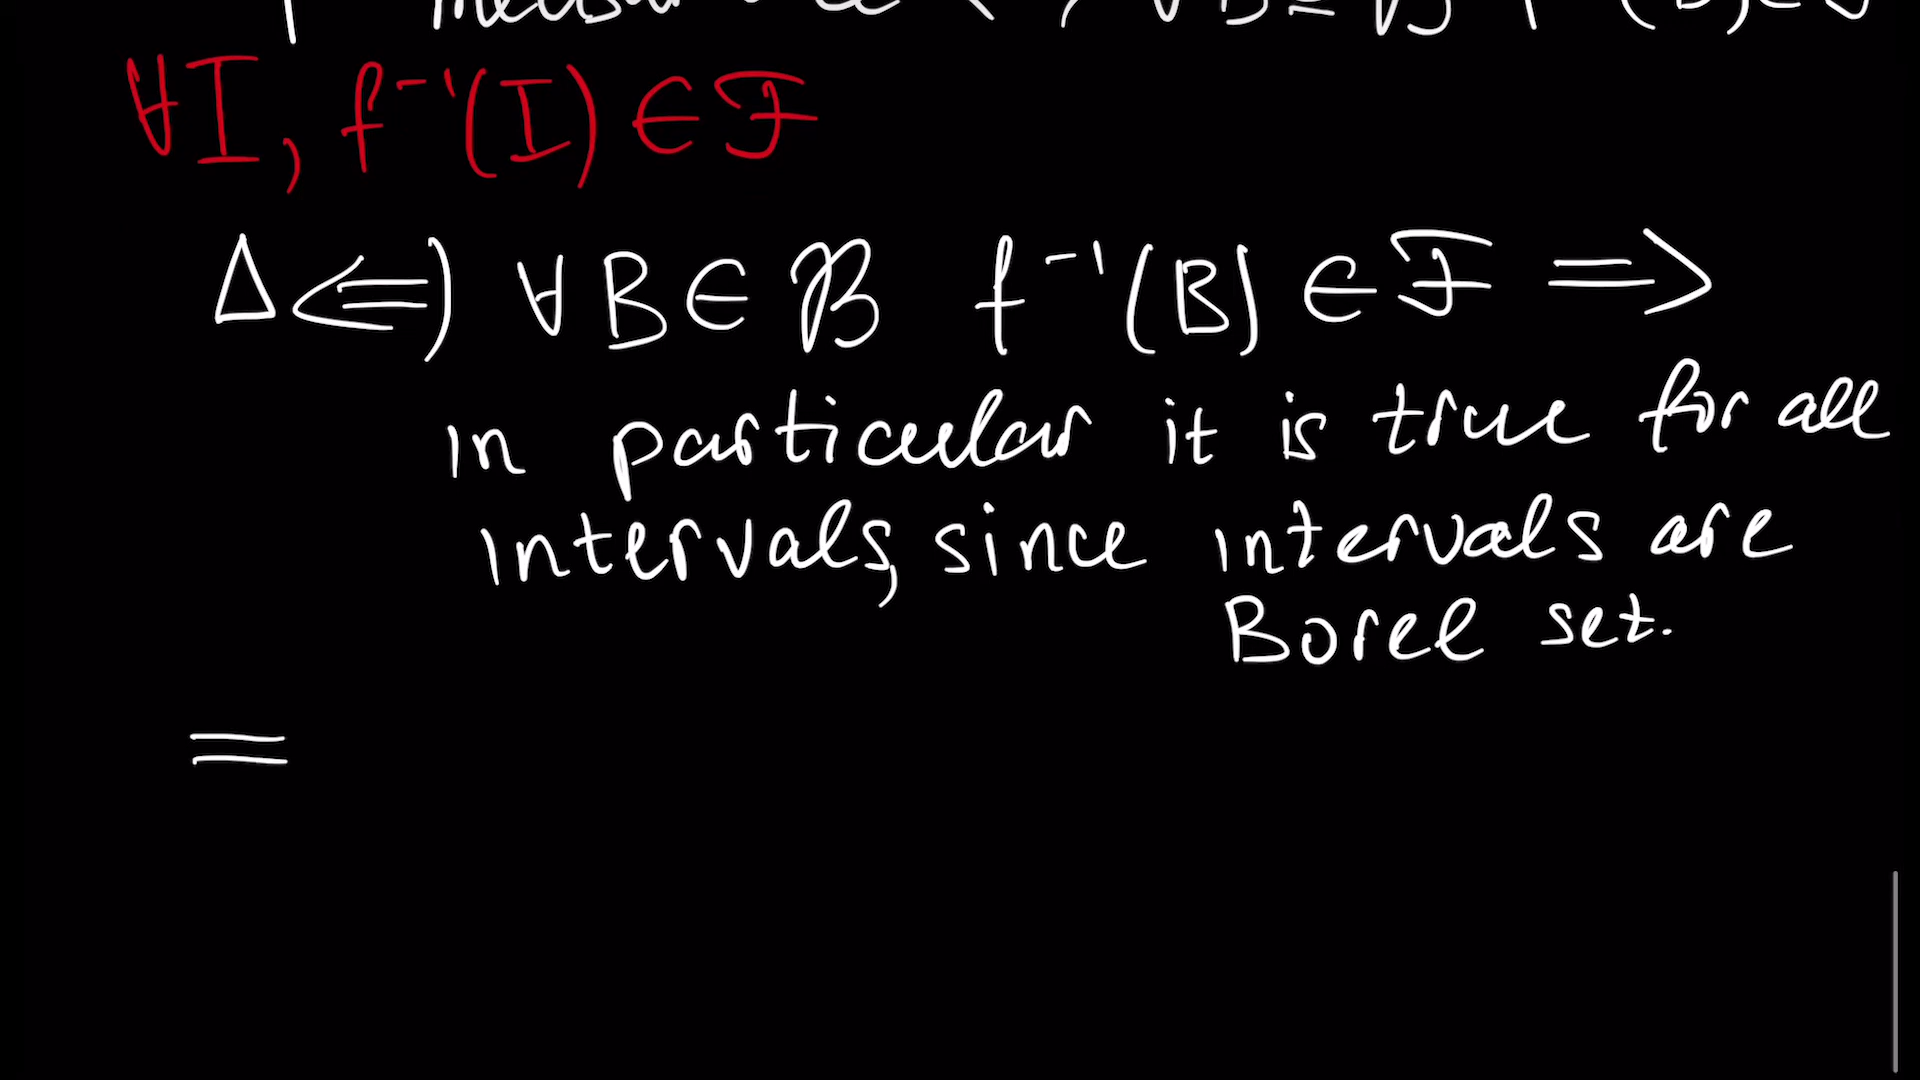 ∀I, f⁻¹(I) ∈ ℱ
Δ ⇐) ∀B ∈ ℬ f⁻¹(B) ∈ ℱ ⇒
in particular it is true for all
intervals, since intervals are
Borel set.
=